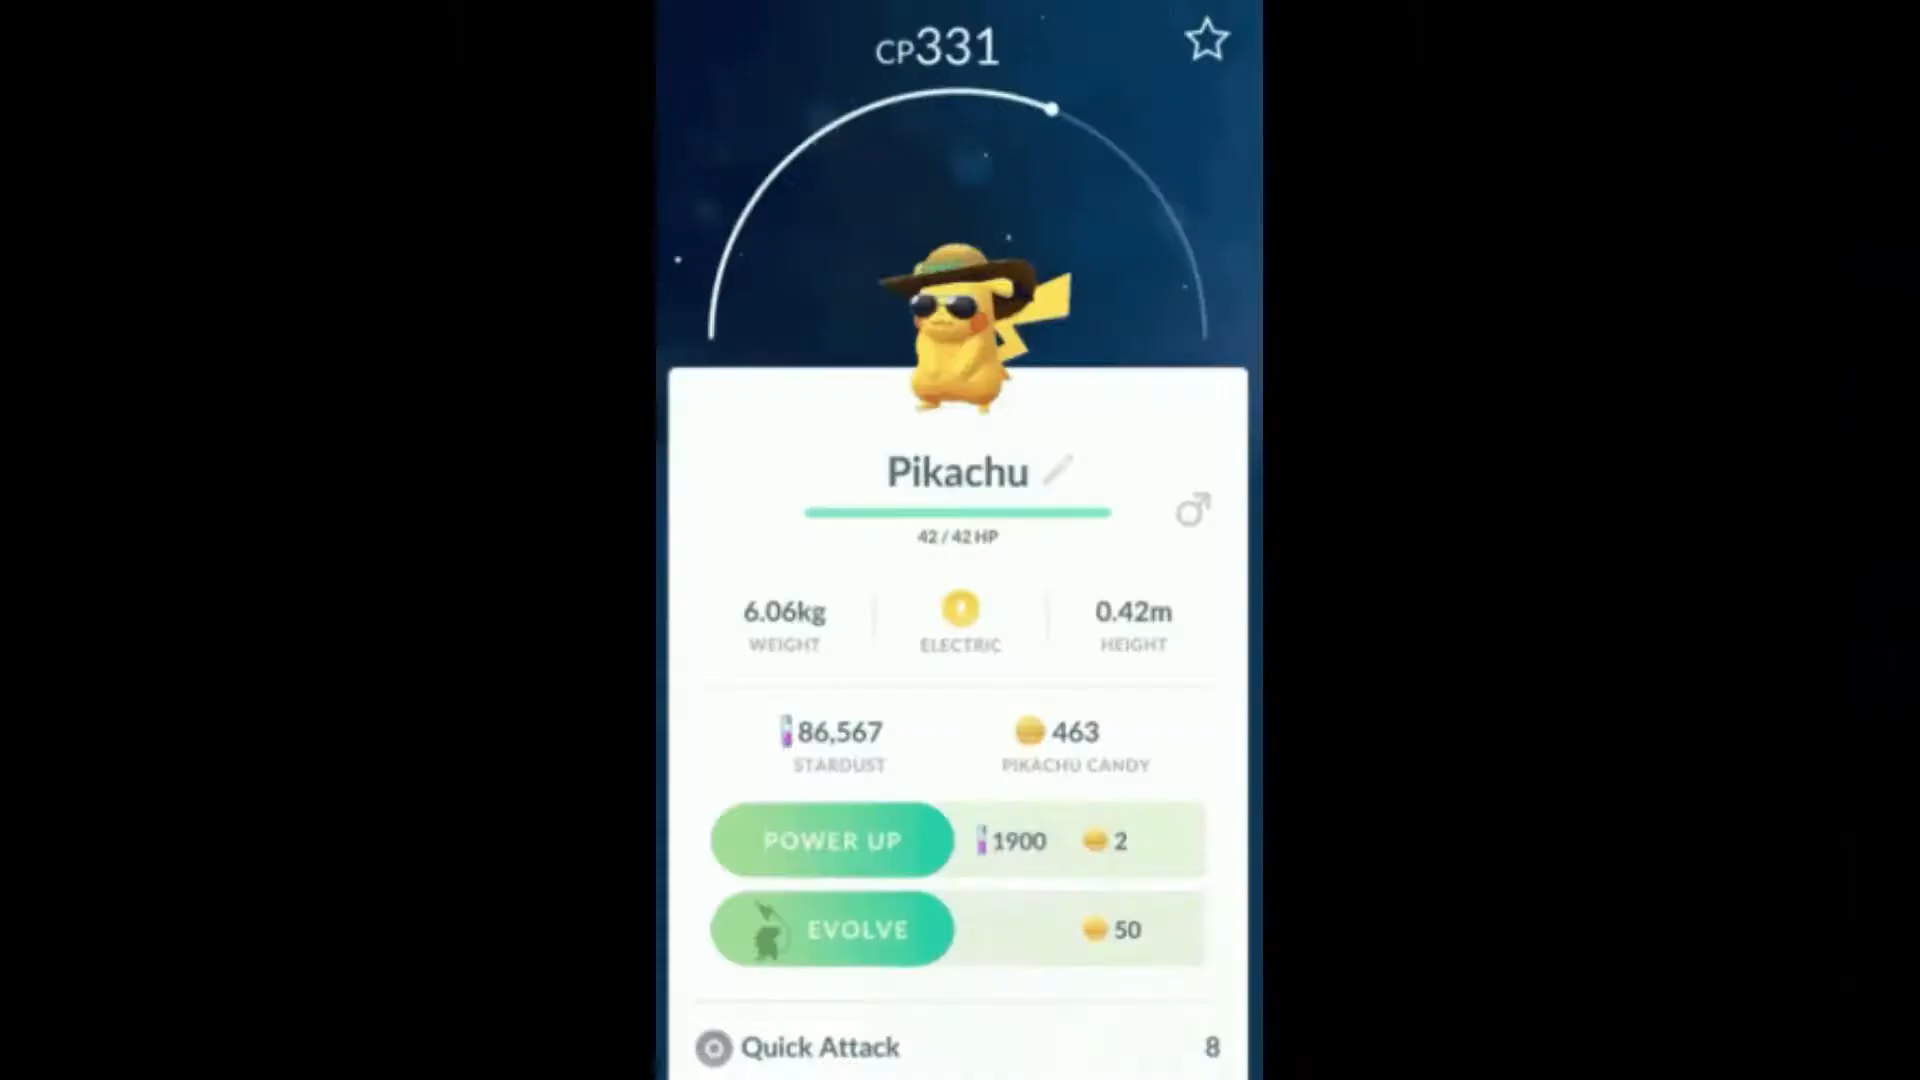 CP331
Pikachu
42 / 42 HP
6.06kg
WEIGHT
ELECTRIC
0.42m
HEIGHT
86,567
STARDUST
463
PIKACHU CANDY
POWER UP 1900 2
EVOLVE 50
Quick Attack 8